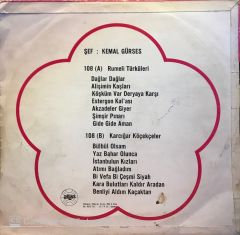 ŞEF : KEMAL GÜRSES
108 (A) Rumeli Türküleri
Dağlar Dağlar
Alişimin Kaşları
Köşküm Var Deryaya Karşı
Estergon Kal'ası
Akzadeler Giyer
Şimşir Pınarı
Gide Gide Aman
108 (B) Karcığar Köçekçeler
Bülbül Olsam
Yaz Bahar Olunca
İstanbulun Kızları
Atımı Bağladım
Bi Vefa Bi Çeşmi Siyah
Kara Bulutları Kaldır Aradan
Benliyi Aldım Kaçaktan